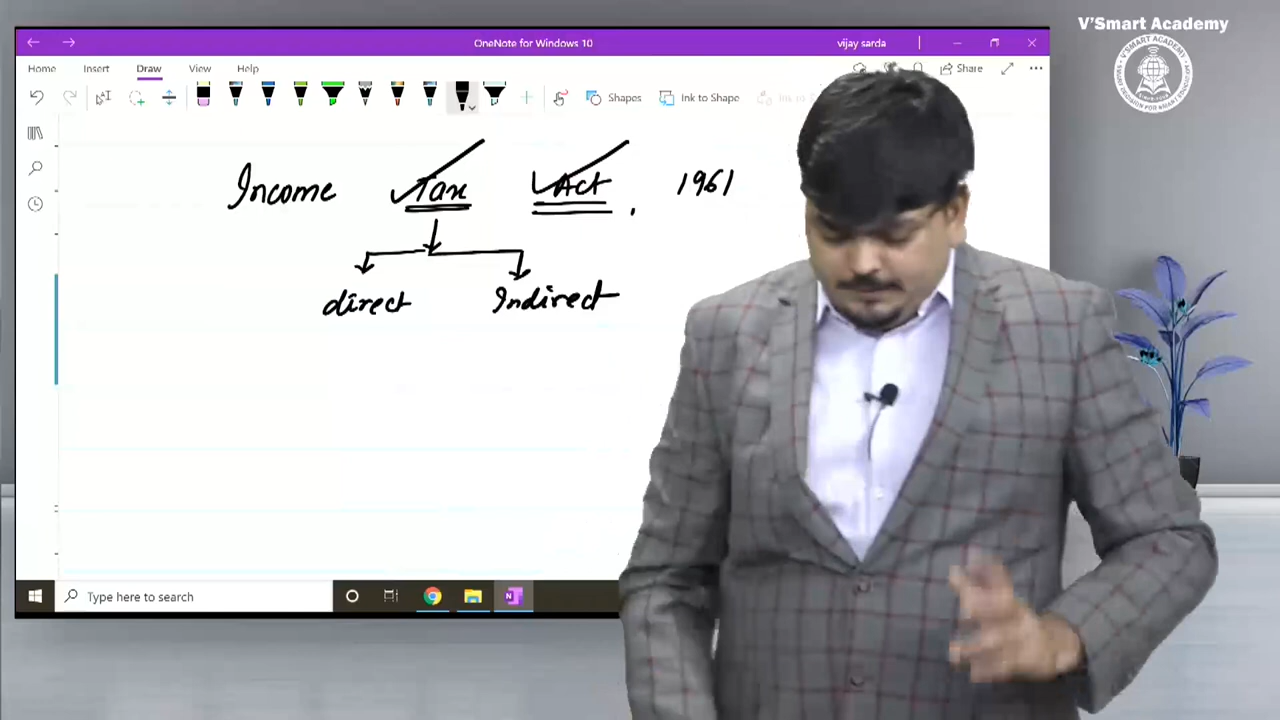 V'Smart Academy
OneNote for Windows 10
vijay sarda
Home Insert Draw View Help
Share
Shapes Ink to Shape
Income Tax Act. 1961
direct Indirect
Type here to search